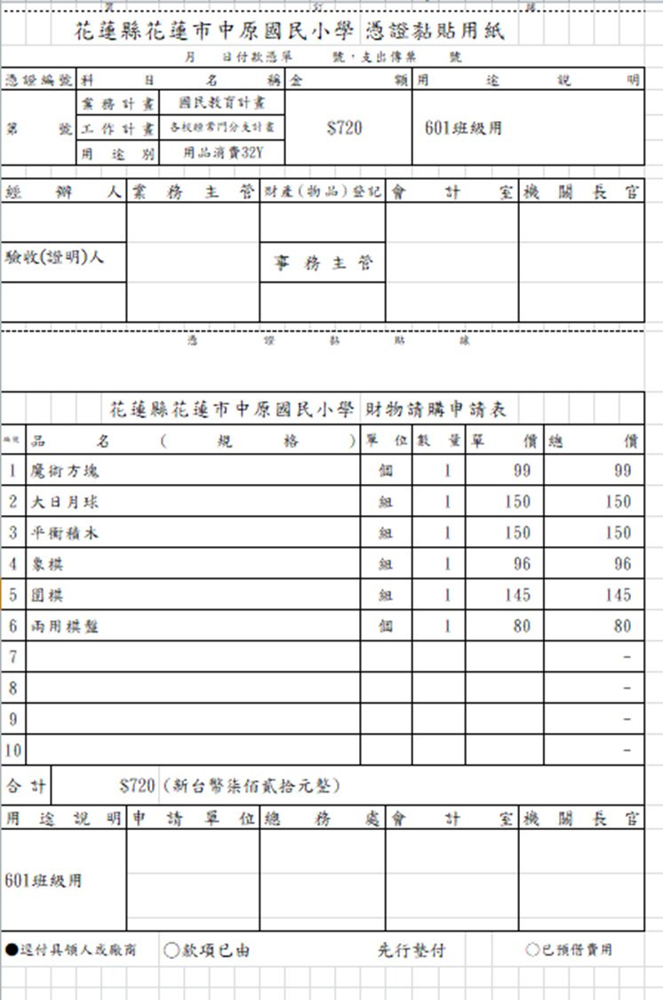 裝 訂 線
花蓮縣花蓮市中原國民小學 憑證黏貼用紙
月 日付款憑單 號，支出傳票 號
憑證編號 科目名稱 金額 用途說明
第 號 業務計畫 國民教育計畫 $720 601班級用
工作計畫 各校經常門分支計畫
用途別 用品消費32Y
經辦人 業務主管 財產(物品)登記 會計室 機關長官
驗收(證明)人 事務主管
憑證黏貼線
花蓮縣花蓮市中原國民小學 財物請購申請表
編號 品名(規格) 單位 數量 單價 總價
1 魔術方塊 個 1 99 99
2 大日月球 組 1 150 150
3 平衡積木 組 1 150 150
4 象棋 組 1 96 96
5 圍棋 組 1 145 145
6 兩用棋盤 個 1 80 80
7 -
8 -
9 -
10 -
合計 $720 (新台幣柒佰貳拾元整)
用途說明 申請單位 總務處 會計室 機關長官
601班級用
●逕付具領人或廠商 ○款項已由 先行墊付 ○已預借費用